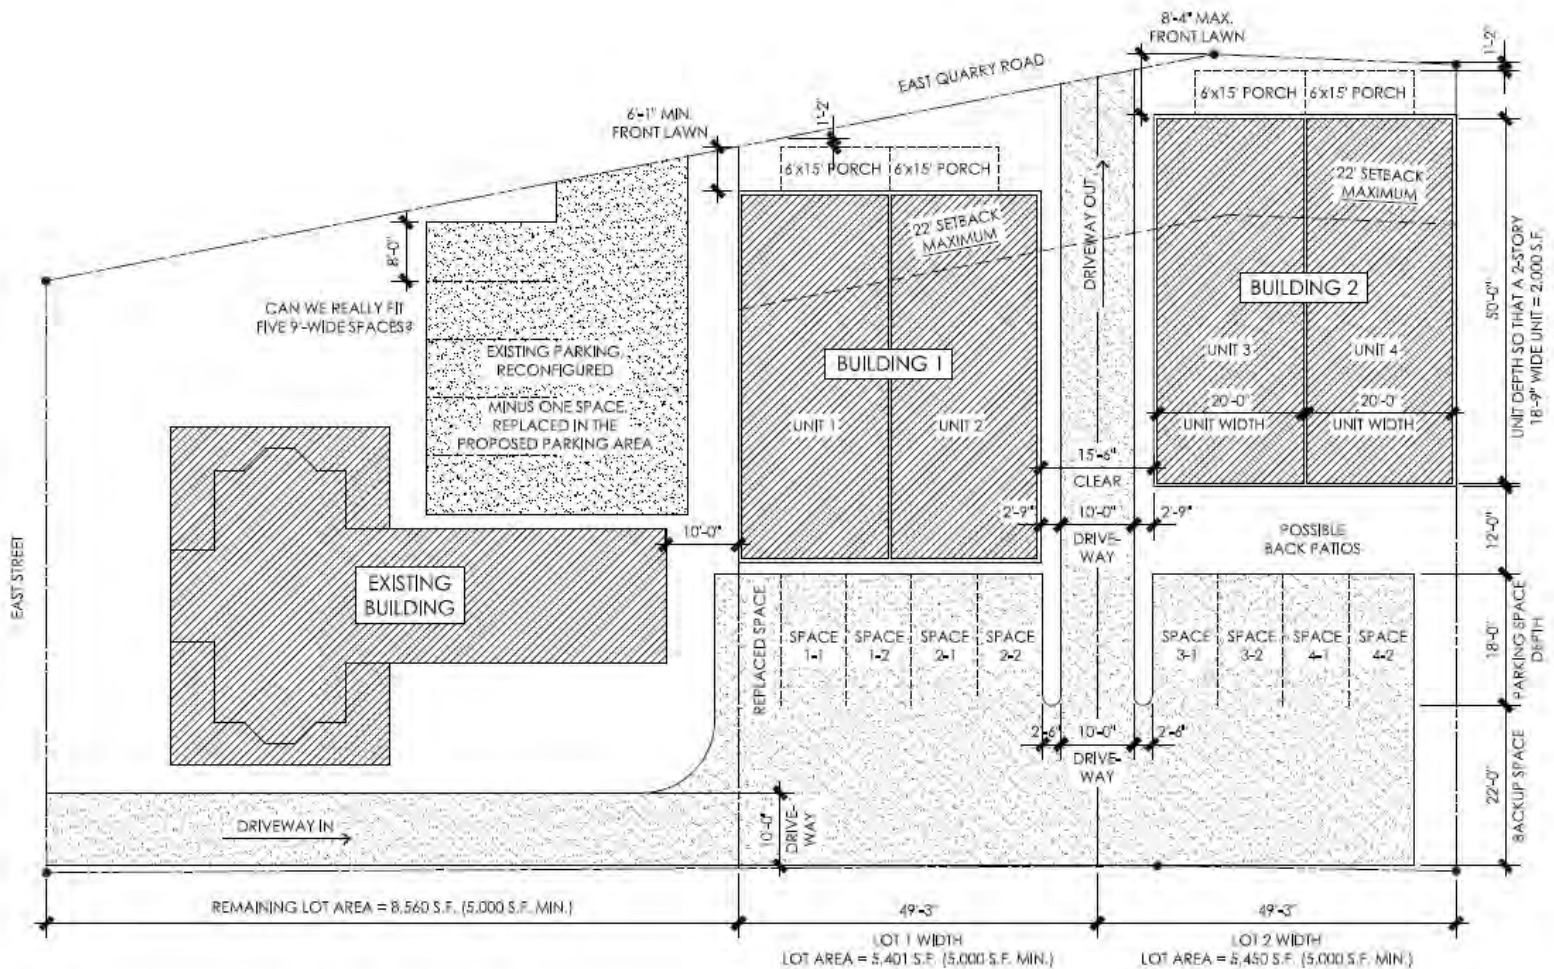 8'-4" MAX.
FRONT LAWN
1'-2"
EAST QUARRY ROAD
6'x15' PORCH
6'x15' PORCH
6'-1" MIN.
FRONT LAWN
1'-2"
6'x15' PORCH
6'x15' PORCH
22' SETBACK
MAXIMUM
22' SETBACK
MAXIMUM
DRIVEWAY OUT
8'-0"
CAN WE REALLY FIT
FIVE 9'-WIDE SPACES?
EXISTING PARKING,
RECONFIGURED
MINUS ONE SPACE,
REPLACED IN THE
PROPOSED PARKING AREA
BUILDING 1
UNIT 1
UNIT 2
BUILDING 2
UNIT 3
UNIT 4
20'-0"
UNIT WIDTH
20'-0"
UNIT WIDTH
50'-0"
UNIT DEPTH SO THAT A 2-STORY
18'-9" WIDE UNIT = 2,000 S.F.
15'-6"
CLEAR
2'-9"
10'-0"
DRIVE-
WAY
2'-9"
10'-0"
POSSIBLE
BACK PATIOS
12'-0"
EAST STREET
EXISTING
BUILDING
REPLACED SPACE
SPACE
1-1
SPACE
1-2
SPACE
2-1
SPACE
2-2
SPACE
3-1
SPACE
3-2
SPACE
4-1
SPACE
4-2
18'-0"
PARKING SPACE
DEPTH
2'-6"
10'-0"
DRIVE-
WAY
2'-6"
22'-0"
BACKUP SPACE
DRIVEWAY IN
10'-0"
DRIVE-
WAY
REMAINING LOT AREA = 8,560 S.F. (5,000 S.F. MIN.)
49'-3"
LOT 1 WIDTH
LOT AREA = 5,401 S.F. (5,000 S.F. MIN.)
49'-3"
LOT 2 WIDTH
LOT AREA = 5,450 S.F. (5,000 S.F. MIN.)